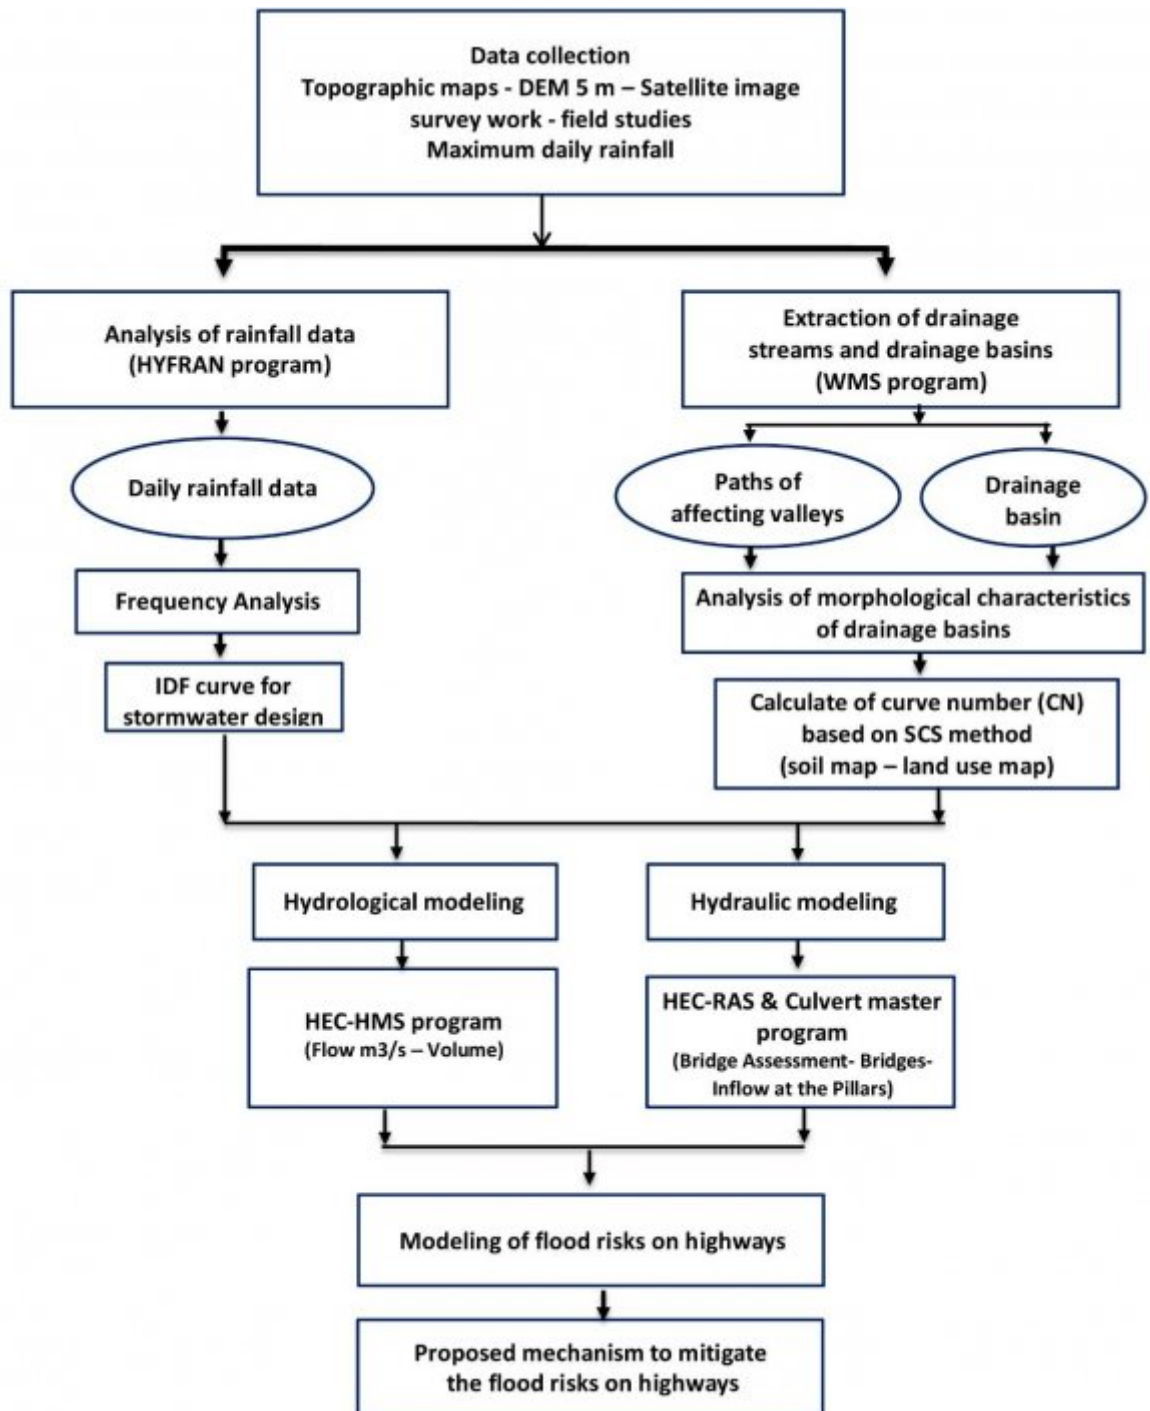 Data collection
Topographic maps - DEM 5 m – Satellite image
survey work - field studies
Maximum daily rainfall
Analysis of rainfall data
(HYFRAN program)
Extraction of drainage
streams and drainage basins
(WMS program)
Daily rainfall data
Paths of
affecting valleys
Drainage
basin
Frequency Analysis
Analysis of morphological characteristics
of drainage basins
IDF curve for
stormwater design
Calculate of curve number (CN)
based on SCS method
(soil map – land use map)
Hydrological modeling
Hydraulic modeling
HEC-HMS program
(Flow m3/s – Volume)
HEC-RAS & Culvert master
program
(Bridge Assessment- Bridges-
Inflow at the Pillars)
Modeling of flood risks on highways
Proposed mechanism to mitigate
the flood risks on highways